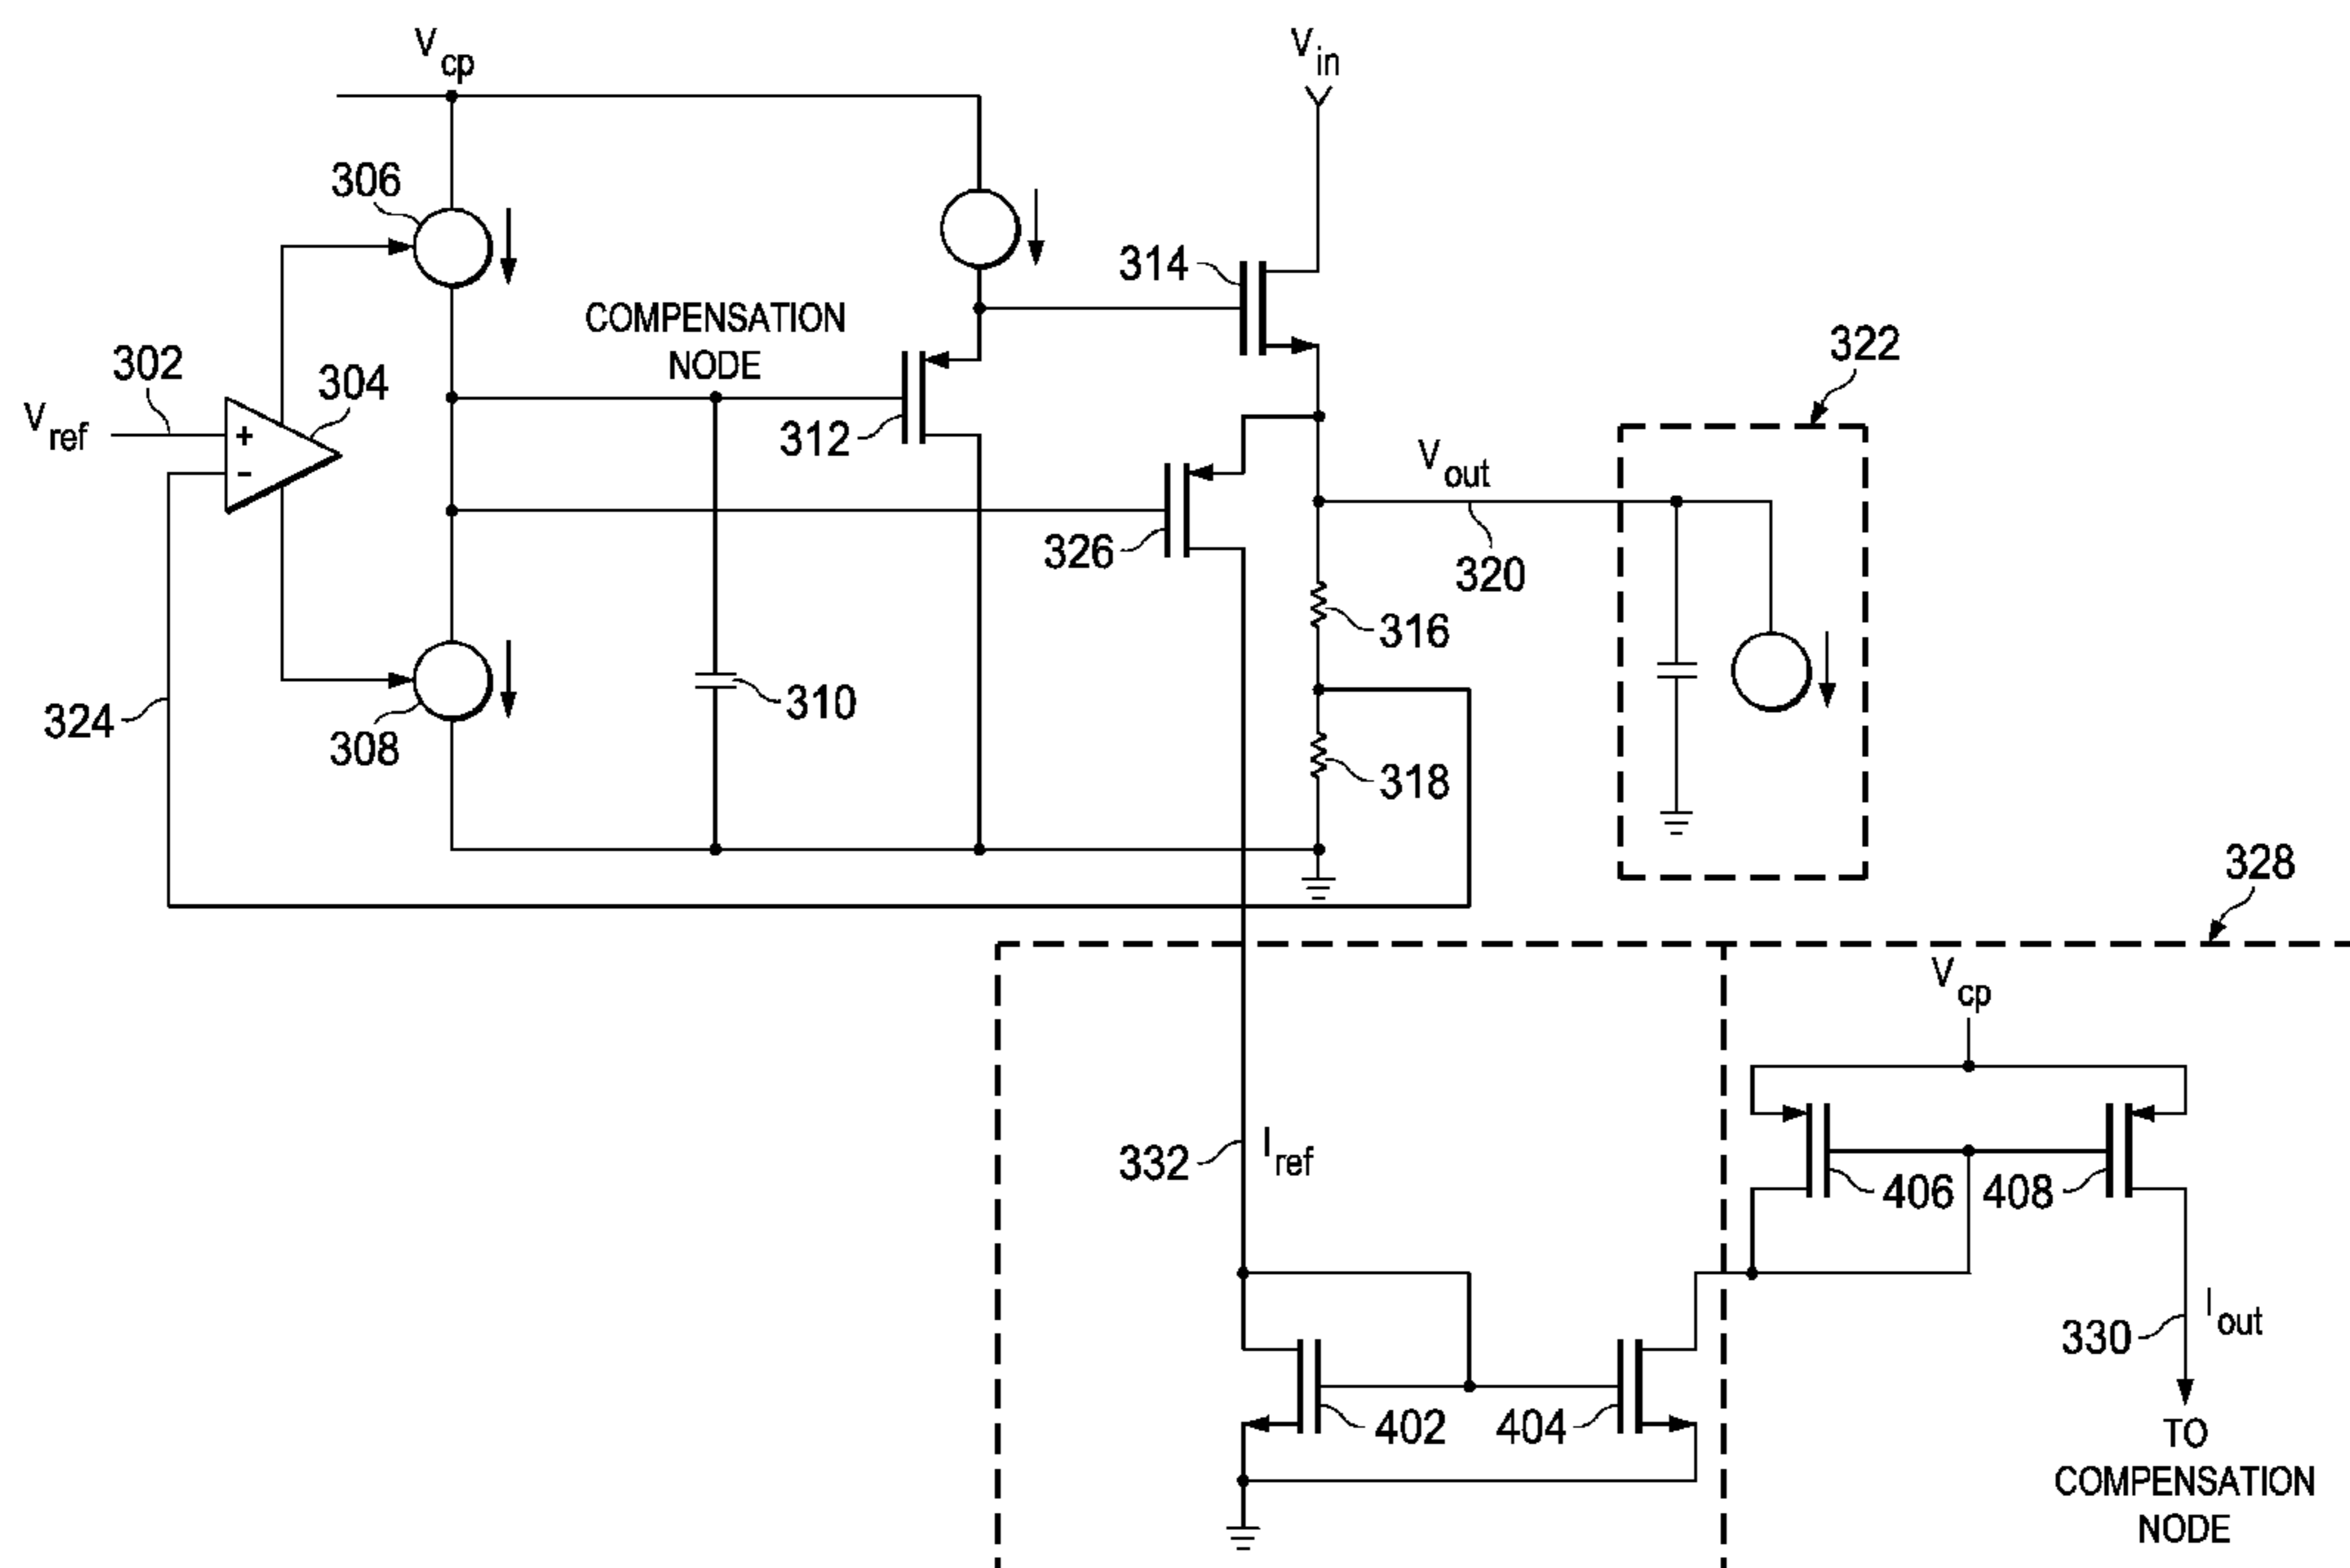 Vcp
Vin
306
314
COMPENSATION
NODE
302
304
322
Vref
+
-
312
Vout
326
320
316
324
308
310
318
328
Vcp
332
Iref
406
408
Iout
330
402
404
TO
COMPENSATION
NODE